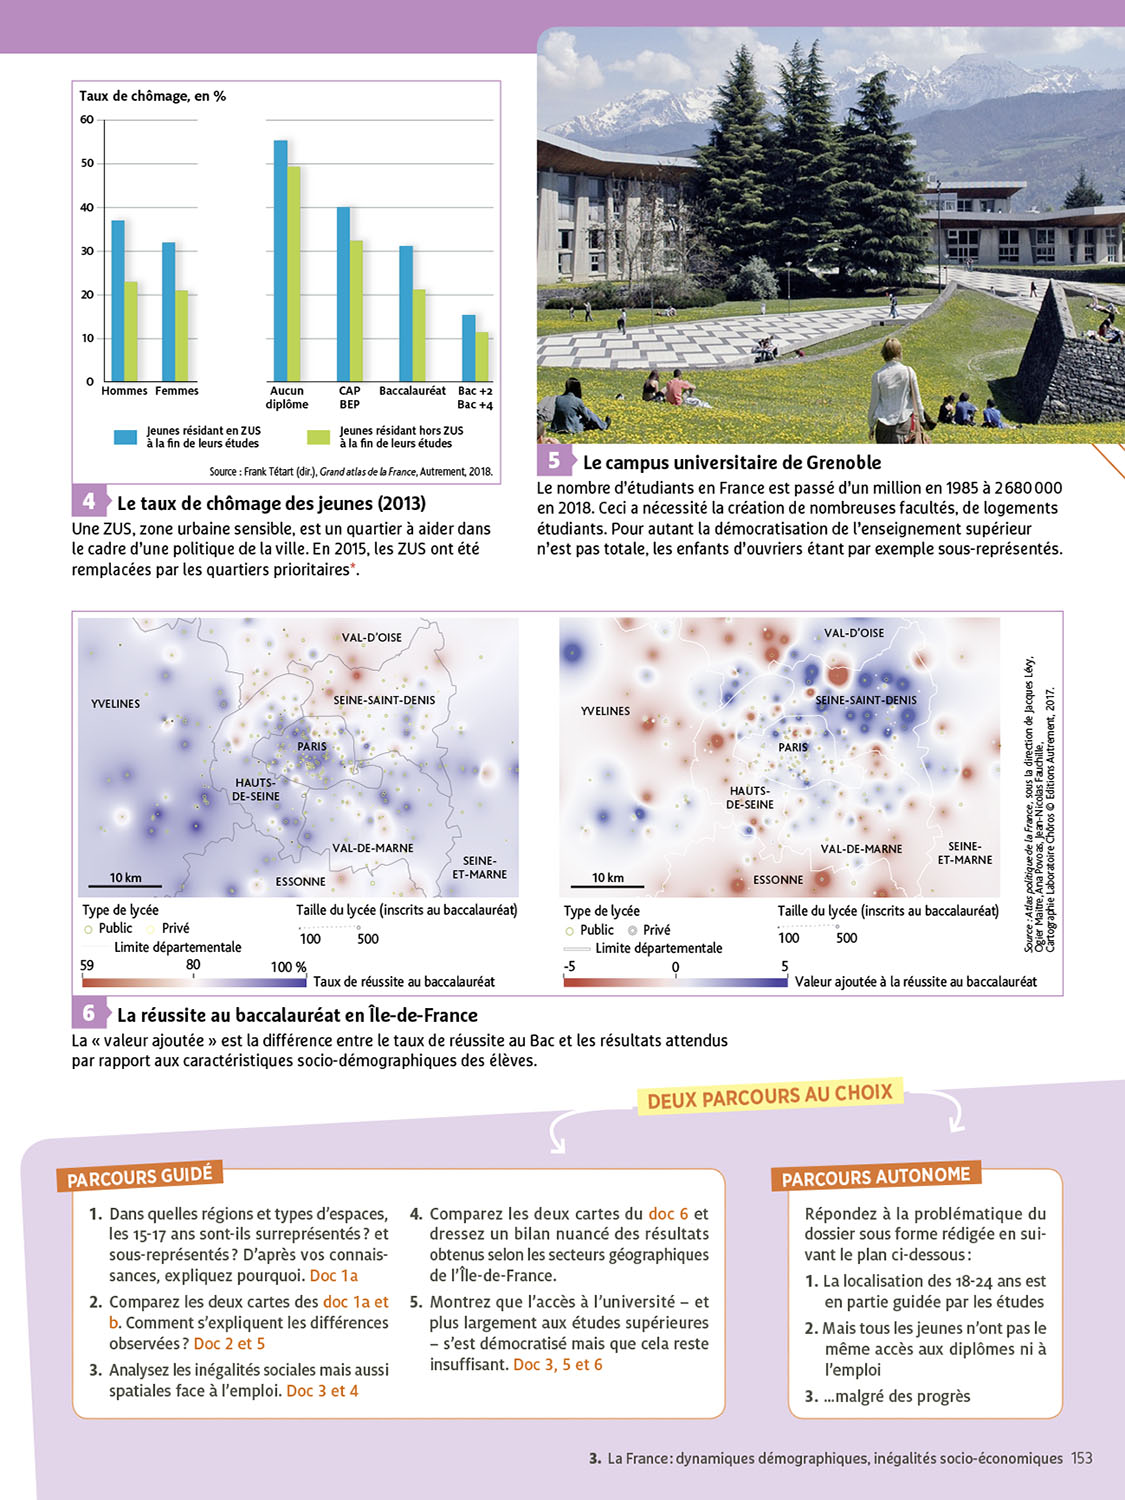 Taux de chômage, en %
60
50
40
30
20
10
0
Hommes Femmes
Aucun diplôme
CAP BEP
Baccalauréat
Bac +2 Bac +4
Jeunes résidant en ZUS
à la fin de leurs études
Jeunes résidant hors ZUS
à la fin de leurs études
Source : Frank Tétart (dir.), Grand atlas de la France, Autrement, 2018.
4 Le taux de chômage des jeunes (2013)
Une ZUS, zone urbaine sensible, est un quartier à aider dans
le cadre d'une politique de la ville. En 2015, les ZUS ont été
remplacées par les quartiers prioritaires*.
5 Le campus universitaire de Grenoble
Le nombre d'étudiants en France est passé d'un million en 1985 à 2 680 000
en 2018. Ceci a nécessité la création de nombreuses facultés, de logements
étudiants. Pour autant la démocratisation de l'enseignement supérieur
n'est pas totale, les enfants d'ouvriers étant par exemple sous-représentés.
VAL-D'OISE
YVELINES
SEINE-SAINT-DENIS
PARIS
HAUTS-
DE-SEINE
VAL-DE-MARNE
SEINE-
ET-MARNE
ESSONNE
10 km
Type de lycée
Public Privé
Limite départementale
Taille du lycée (inscrits au baccalauréat)
100 500
59 80 100 %
Taux de réussite au baccalauréat
VAL-D'OISE
YVELINES
SEINE-SAINT-DENIS
PARIS
HAUTS-
DE-SEINE
VAL-DE-MARNE
SEINE-
ET-MARNE
ESSONNE
10 km
Type de lycée
Public Privé
Limite départementale
Taille du lycée (inscrits au baccalauréat)
100 500
-5 0 5
Valeur ajoutée à la réussite au baccalauréat
Source : Atlas politique de la France, sous la direction de Jacques Lévy,
Ogier Maitre, Ana Povoas, Jean-Nicolas Fauchille,
Cartographie Laboratoire Chôros © Editions Autrement, 2017.
6 La réussite au baccalauréat en Île-de-France
La « valeur ajoutée » est la différence entre le taux de réussite au Bac et les résultats attendus
par rapport aux caractéristiques socio-démographiques des élèves.
DEUX PARCOURS AU CHOIX
PARCOURS GUIDÉ
1. Dans quelles régions et types d'espaces,
les 15-17 ans sont-ils surreprésentés ? et
sous-représentés ? D'après vos connais-
sances, expliquez pourquoi. Doc 1a
2. Comparez les deux cartes des doc 1a et
b. Comment s'expliquent les différences
observées ? Doc 2 et 5
3. Analysez les inégalités sociales mais aussi
spatiales face à l'emploi. Doc 3 et 4
4. Comparez les deux cartes du doc 6 et
dressez un bilan nuancé des résultats
obtenus selon les secteurs géographiques
de l'Île-de-France.
5. Montrez que l'accès à l'université – et
plus largement aux études supérieures
– s'est démocratisé mais que cela reste
insuffisant. Doc 3, 5 et 6
PARCOURS AUTONOME
Répondez à la problématique du
dossier sous forme rédigée en sui-
vant le plan ci-dessous :
1. La localisation des 18-24 ans est
en partie guidée par les études
2. Mais tous les jeunes n'ont pas le
même accès aux diplômes ni à
l'emploi
3. ...malgré des progrès
3. La France : dynamiques démographiques, inégalités socio-économiques 153